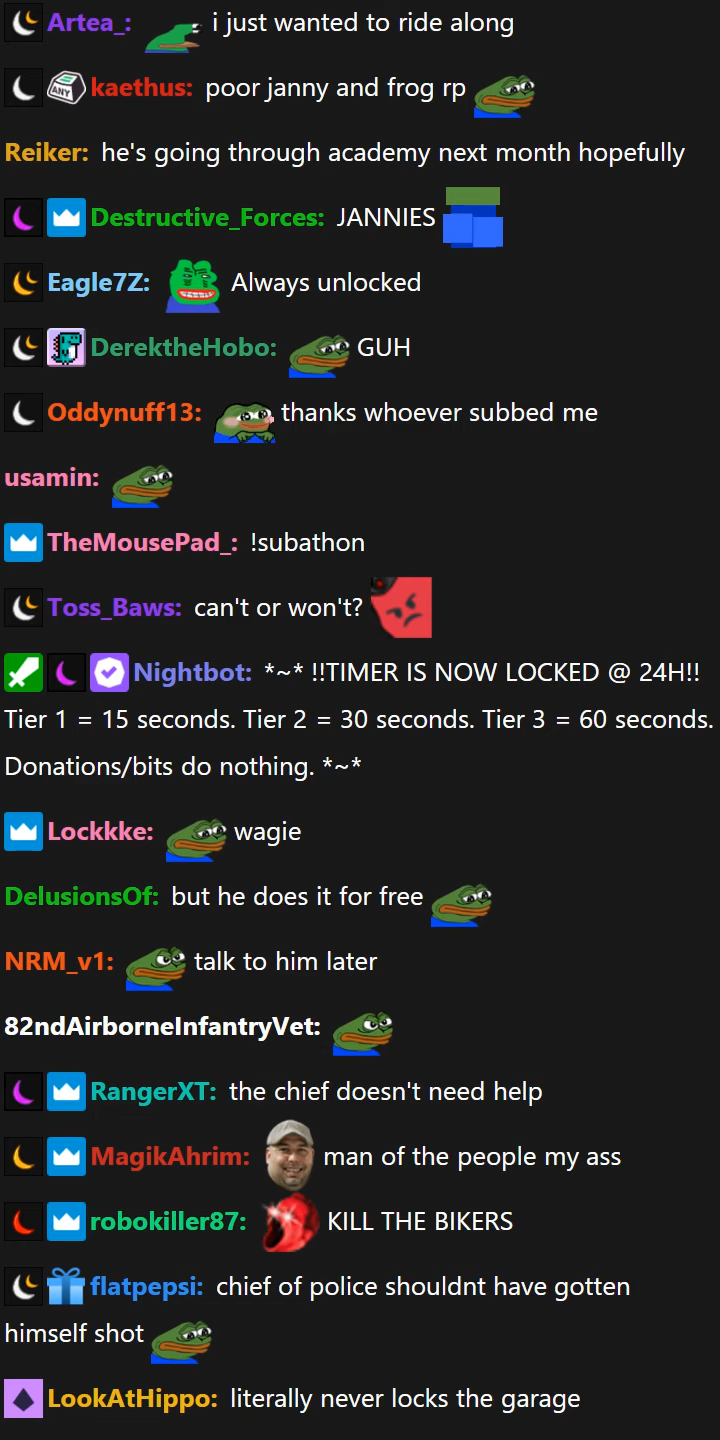 Artea_: i just wanted to ride along
ANY kaethus: poor janny and frog rp
Reiker: he's going through academy next month hopefully
Destructive_Forces: JANNIES
Eagle7Z: Always unlocked
DerektheHobo: GUH
Oddynuff13: thanks whoever subbed me
usamin:
TheMousePad_: !subathon
Toss_Baws: can't or won't?
Nightbot: *~* !!TIMER IS NOW LOCKED @ 24H!!
Tier 1 = 15 seconds. Tier 2 = 30 seconds. Tier 3 = 60 seconds.
Donations/bits do nothing. *~*
Lockkke: wagie
DelusionsOf: but he does it for free
NRM_v1: talk to him later
82ndAirborneInfantryVet:
RangerXT: the chief doesn't need help
MagikAhrim: man of the people my ass
robokiller87: KILL THE BIKERS
flatpepsi: chief of police shouldnt have gotten
himself shot
LookAtHippo: literally never locks the garage